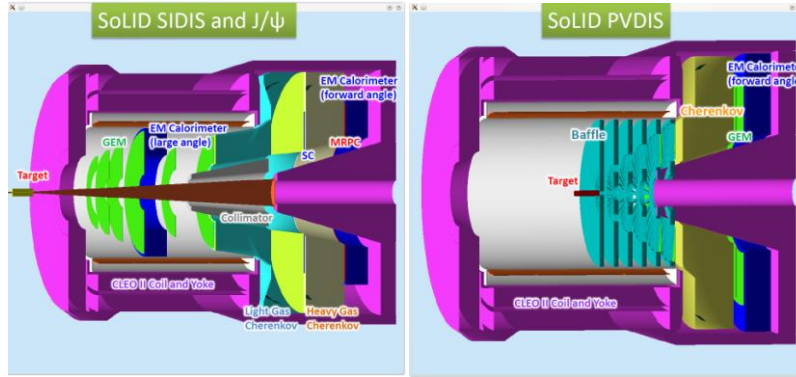 SoLID SIDIS and J/ψ
EM Calorimeter
(forward angle)
EM Calorimeter
(large angle)
GEM
MRPC
SC
Target
Collimator
CLEO II Coil and Yoke
Light Gas
Cherenkov
Heavy Gas
Cherenkov
SoLID PVDIS
EM Calorimeter
(forward angle
Cherenkov
Baffle
GEM
Target
CLEO II Coil and Yoke